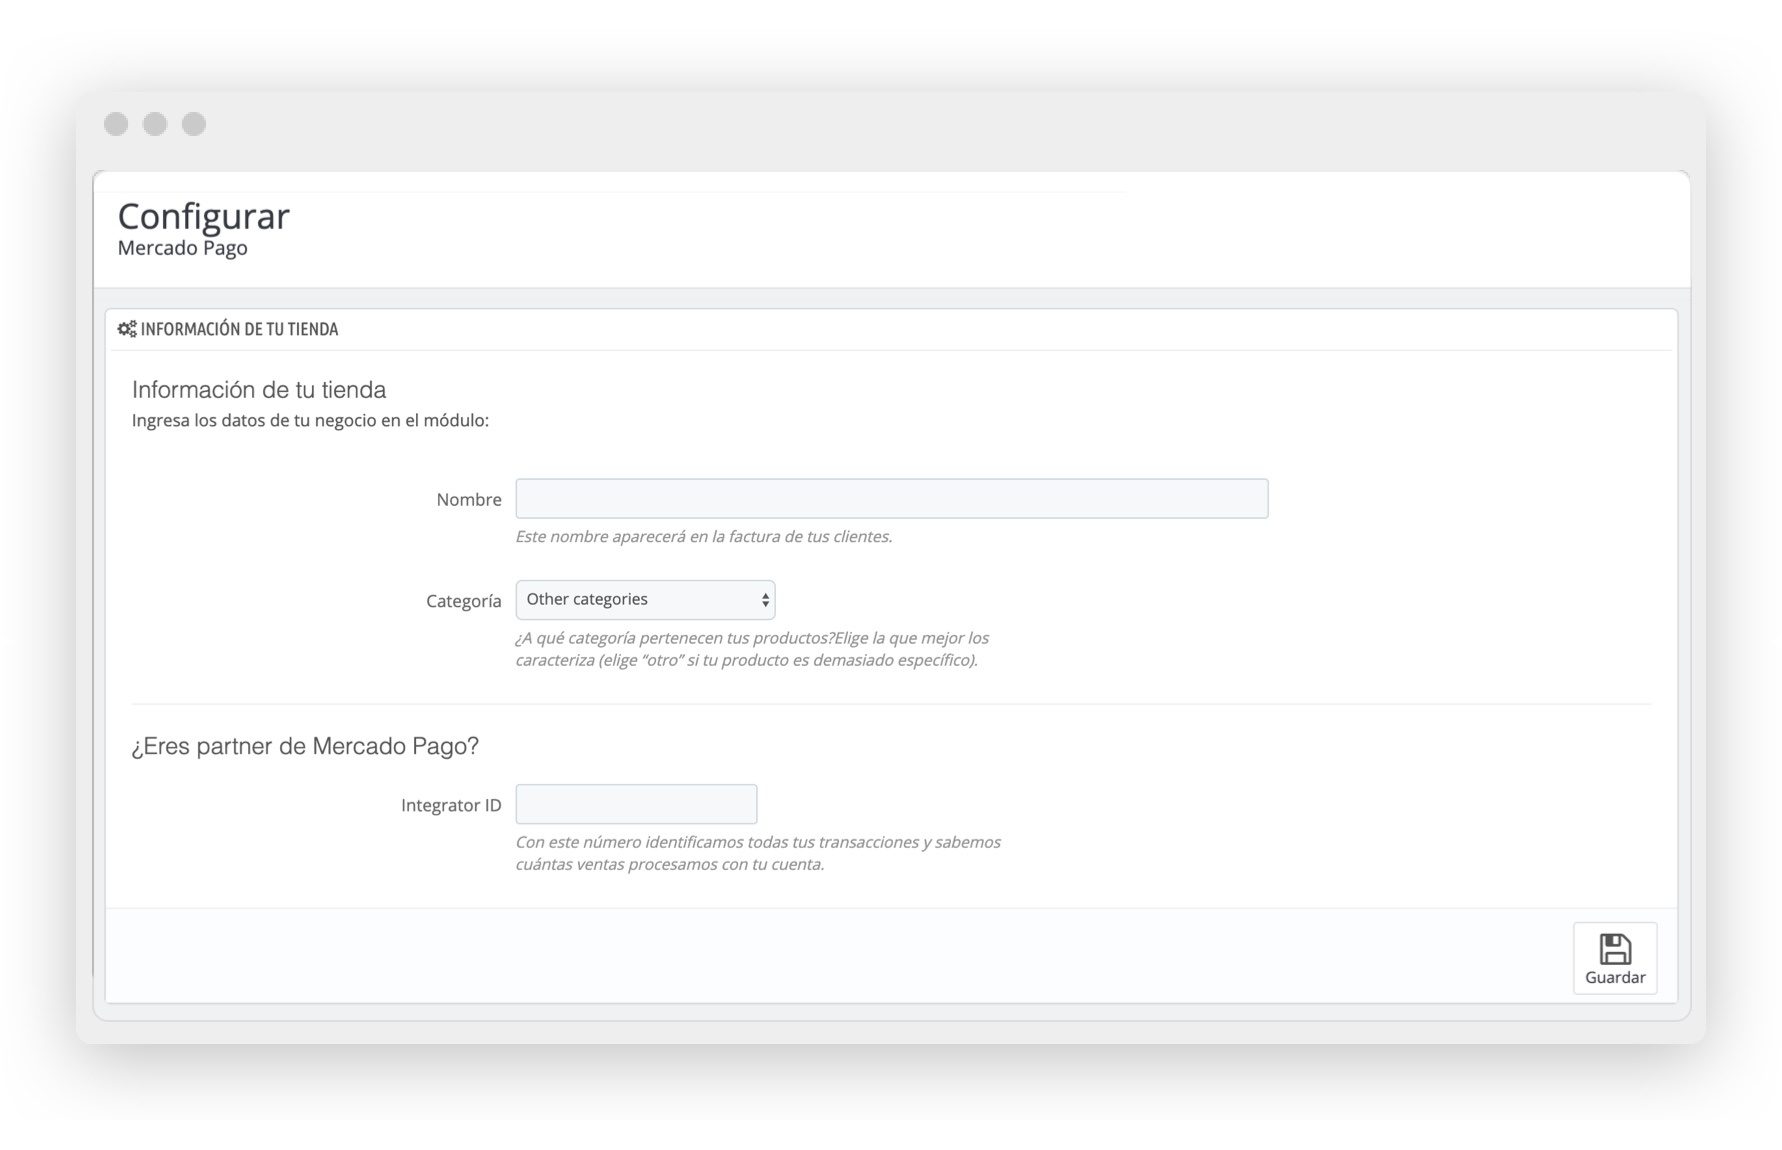 Configurar
Mercado Pago
INFORMACIÓN DE TU TIENDA
Información de tu tienda
Ingresa los datos de tu negocio en el módulo:
Nombre
Este nombre aparecerá en la factura de tus clientes.
Categoría
Other categories
¿A qué categoría pertenecen tus productos?Elige la que mejor los
caracteriza (elige “otro” si tu producto es demasiado específico).
¿Eres partner de Mercado Pago?
Integrator ID
Con este número identificamos todas tus transacciones y sabemos
cuántas ventas procesamos con tu cuenta.
Guardar